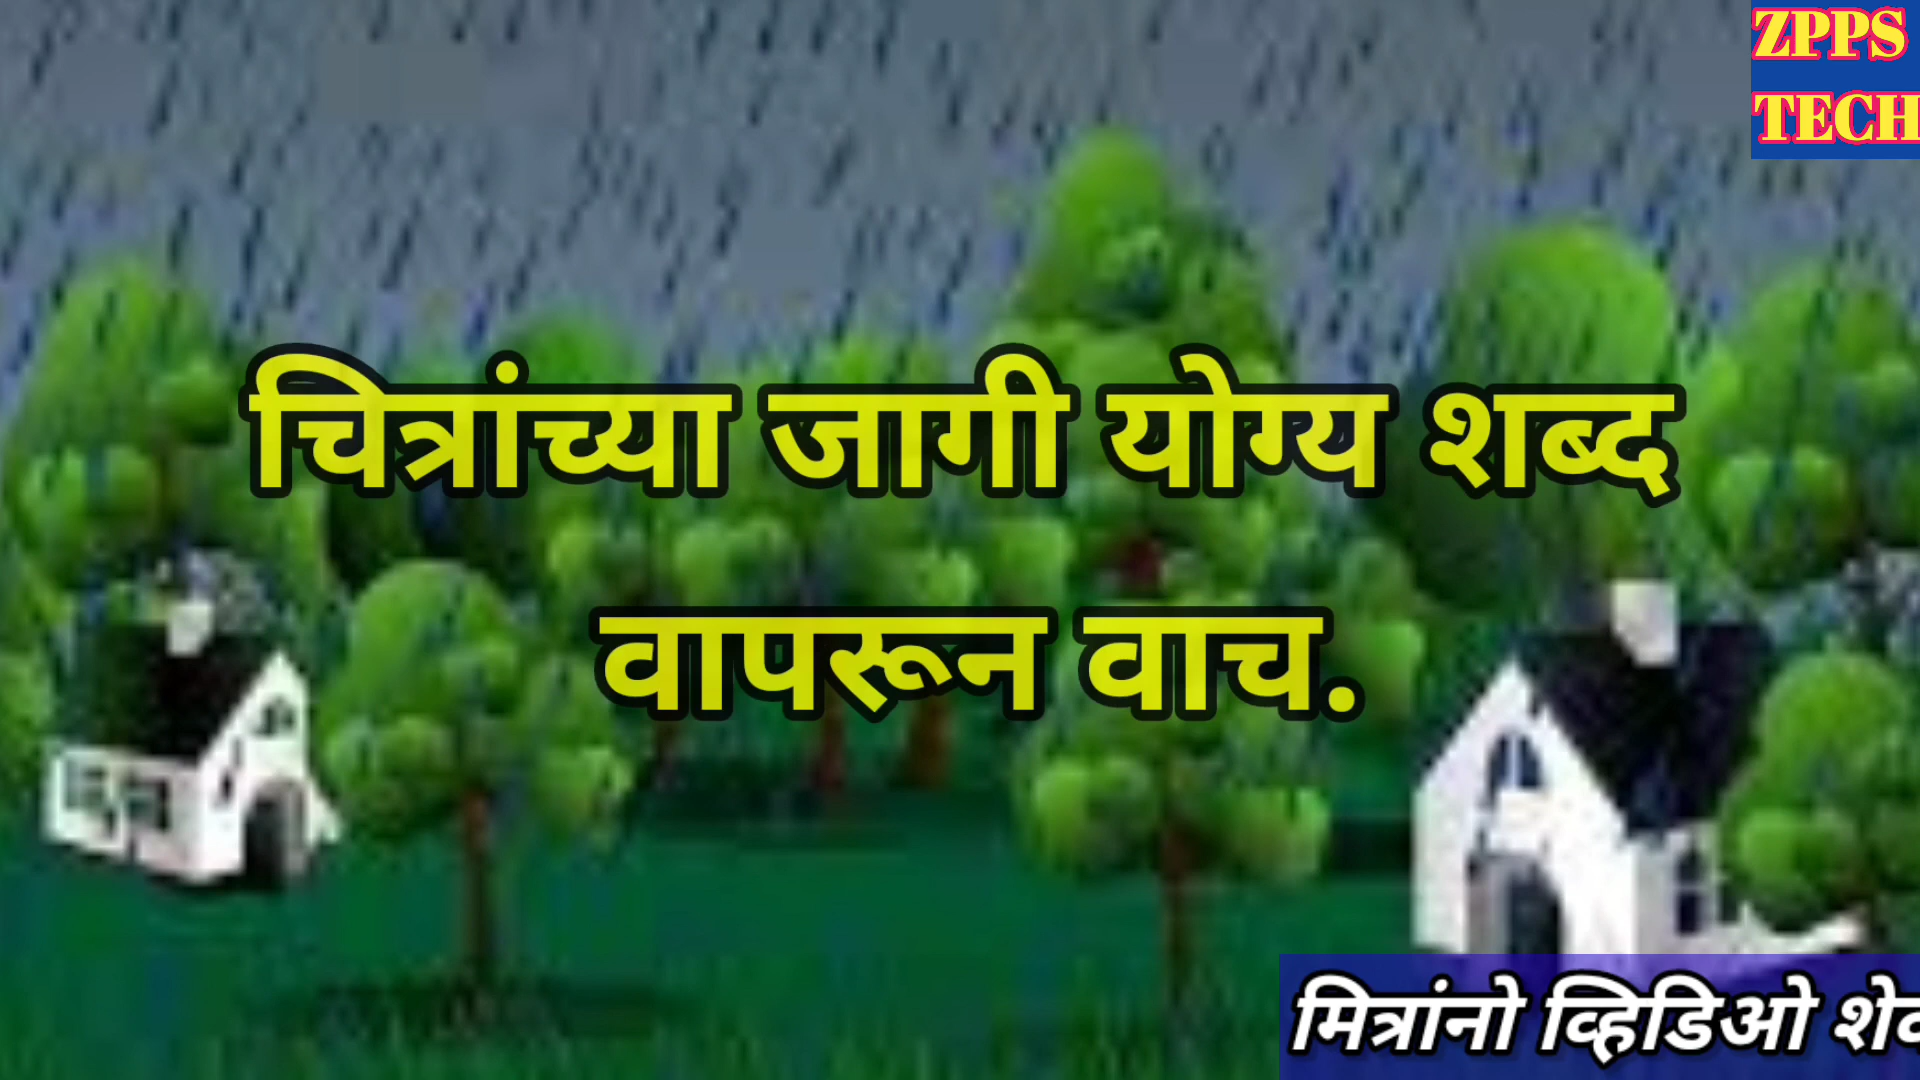 ZPPS
TECH
चित्रांच्या जागी योग्य शब्द
वापरून वाच.
मित्रांनो व्हिडिओ